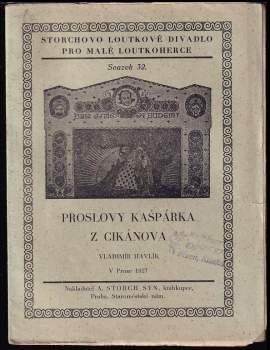 STORCHOVO LOUTKOVÉ DIVADLO
PRO MALÉ LOUTKOHERCE
Svazek 32.
PROSLOVY KAŠPÁRKA
Z CIKÁNOVA
VLADIMÍR HAVLÍK
V Praze 1927
Nakladatel A. STORCH SYN, knihkupec,
Praha, Staroměstské nám.